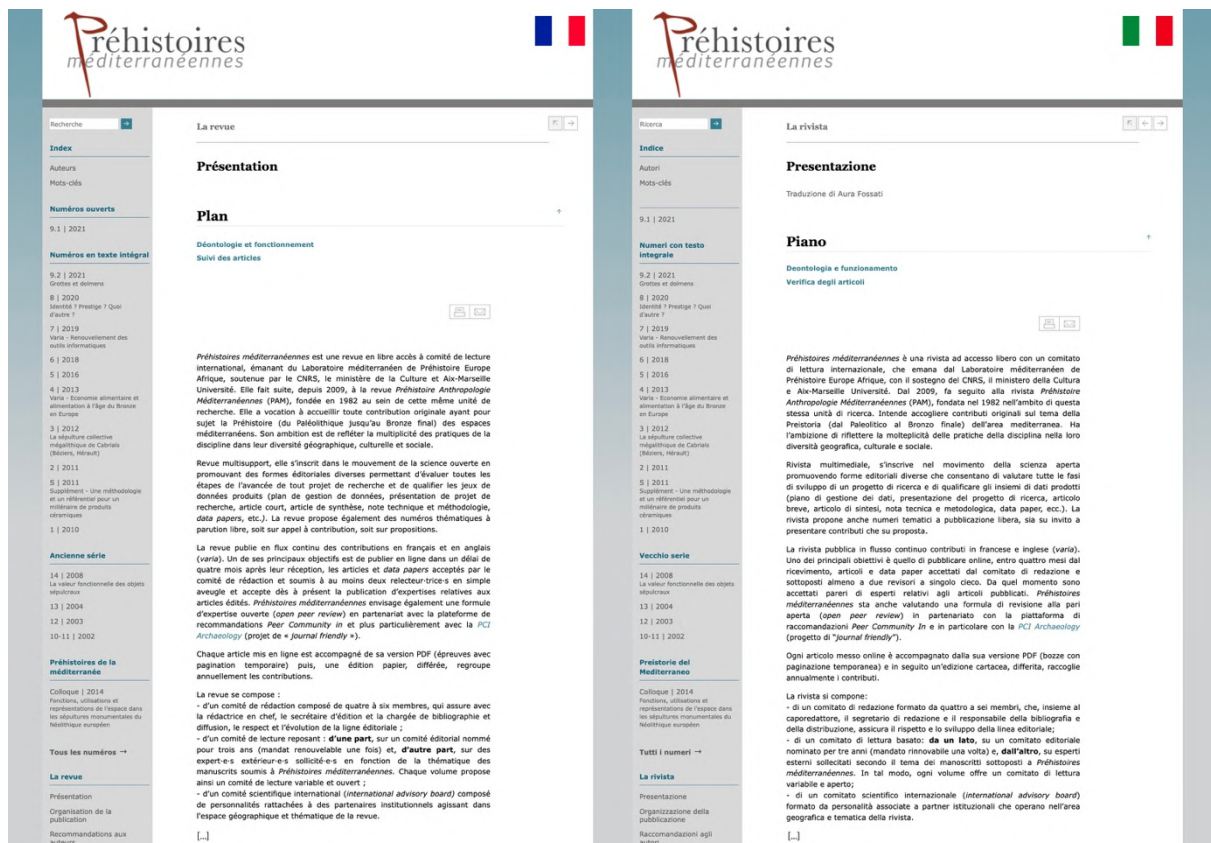 Préhistoires
méditerranéennes
Recherche
Index
Auteurs
Mots-clés
Numéros ouverts
9.1 | 2021
Numéros en texte intégral
9.2 | 2021
Grottes et dolmens
8 | 2020
Identité ? Prestige ? Quoi
d'autre ?
7 | 2019
Varia - Renouvellement des
outils informatiques
6 | 2018
5 | 2016
4 | 2013
Varia - Economie alimentaire et
alimentation à l'âge du Bronze
en Europe
3 | 2012
La sépulture collective
mégalithique de Cabrials
(Béziers, Hérault)
2 | 2011
S | 2011
Supplément - Une méthodologie
et un référentiel pour un
millénaire de produits
céramiques
1 | 2010
Ancienne série
14 | 2008
La valeur fonctionnelle des objets
sépulcraux
13 | 2004
12 | 2003
10-11 | 2002
Préhistoires de la
méditerranée
Colloque | 2014
Fonctions, utilisations et
représentations de l'espace dans
les sépultures monumentales du
Néolithique européen
Tous les numéros →
La revue
Présentation
Organisation de la
publication
Recommandations aux
auteurs
La revue
Présentation
Plan
Déontologie et fonctionnement
Suivi des articles
Préhistoires méditerranéennes est une revue en libre accès à comité de lecture
international, émanant du Laboratoire méditerranéen de Préhistoire Europe
Afrique, soutenue par le CNRS, le ministère de la Culture et Aix-Marseille
Université. Elle fait suite, depuis 2009, à la revue Préhistoire Anthropologie
Méditerranéennes (PAM), fondée en 1982 au sein de cette même unité de
recherche. Elle a vocation à accueillir toute contribution originale ayant pour
sujet la Préhistoire (du Paléolithique jusqu'au Bronze final) des espaces
méditerranéens. Son ambition est de refléter la multiplicité des pratiques de la
discipline dans leur diversité géographique, culturelle et sociale.
Revue multisupport, elle s'inscrit dans le mouvement de la science ouverte en
promouvant des formes éditoriales diverses permettant d'évaluer toutes les
étapes de l'avancée de tout projet de recherche et de qualifier les jeux de
données produits (plan de gestion de données, présentation de projet de
recherche, article court, article de synthèse, note technique et méthodologie,
data papers, etc.). La revue propose également des numéros thématiques à
parution libre, soit sur appel à contribution, soit sur propositions.
La revue publie en flux continu des contributions en français et en anglais
(varia). Un de ses principaux objectifs est de publier en ligne dans un délai de
quatre mois après leur réception, les articles et data papers acceptés par le
comité de rédaction et soumis à au moins deux relecteur·trice·s en simple
aveugle et accepte dès à présent la publication d'expertises relatives aux
articles édités. Préhistoires méditerranéennes envisage également une formule
d'expertise ouverte (open peer review) en partenariat avec la plateforme de
recommandations Peer Community in et plus particulièrement avec la PCI
Archaeology (projet de « Journal friendly »).
Chaque article mis en ligne est accompagné de sa version PDF (épreuves avec
pagination temporaire) puis, une édition papier, différée, regroupe
annuellement les contributions.
La revue se compose :
- d'un comité de rédaction composé de quatre à six membres, qui assure avec
la rédactrice en chef, le secrétaire d'édition et la chargée de bibliographie et
diffusion, le respect et l'évolution de la ligne éditoriale ;
- d'un comité de lecture reposant : d'une part, sur un comité éditorial nommé
pour trois ans (mandat renouvelable une fois) et, d'autre part, sur des
expert·e·s extérieur·e·s sollicité·e·s en fonction de la thématique des
manuscrits soumis à Préhistoires méditerranéennes. Chaque volume propose
ainsi un comité de lecture variable et ouvert ;
- d'un comité scientifique international (international advisory board) composé
de personnalités rattachées à des partenaires institutionnels agissant dans
l'espace géographique et thématique de la revue.
[...]
Préhistoires
méditerranéennes
Ricerca
Indice
Autori
Mots-clés
9.1 | 2021
Numeri con testo
integrale
9.2 | 2021
Grottes et dolmens
8 | 2020
Identité ? Prestige ? Quoi
d'autre ?
7 | 2019
Varia - Renouvellement des
outils informatiques
6 | 2018
5 | 2016
4 | 2013
Varia - Economie alimentaire et
alimentation à l'âge du Bronze
en Europe
3 | 2012
La sépulture collective
mégalithique de Cabrials
(Béziers, Hérault)
2 | 2011
S | 2011
Supplément - Une méthodologie
et un référentiel pour un
millénaire de produits
céramiques
1 | 2010
Vecchio serie
14 | 2008
La valeur fonctionnelle des objets
sépulcraux
13 | 2004
12 | 2003
10-11 | 2002
Preistorie del
Mediterraneo
Colloque | 2014
Fonctions, utilisations et
représentations de l'espace dans
les sépultures monumentales du
Néolithique européen
Tutti i numeri →
La rivista
Presentazione
Organizzazione della
pubblicazione
Raccomandazioni agli
autori
La rivista
Presentazione
Traduzione di Aura Fossati
Piano
Deontologia e funzionamento
Verifica degli articoli
Préhistoires méditerranéennes è una rivista ad accesso libero con un comitato
di lettura internazionale, che emana dal Laboratoire méditerranéen de
Préhistoire Europe Afrique, con il sostegno del CNRS, il ministero della Cultura
e Aix-Marseille Université. Dal 2009, fa seguito alla rivista Préhistoire
Anthropologie Méditerranéennes (PAM), fondata nel 1982 nell'ambito di questa
stessa unità di ricerca. Intende accogliere contributi originali sul tema della
Preistoria (dal Paleolitico al Bronzo finale) dell'area mediterranea. Ha
l'ambizione di riflettere la molteplicità delle pratiche della disciplina nella loro
diversità geografica, culturale e sociale.
Rivista multimediale, s'inscrive nel movimento della scienza aperta
promuovendo forme editoriali diverse che consentano di valutare tutte le fasi
di sviluppo di un progetto di ricerca e di qualificare gli insiemi di dati prodotti
(piano di gestione dei dati, presentazione del progetto di ricerca, articolo
breve, articolo di sintesi, nota tecnica e metodologica, data paper, ecc.). La
rivista propone anche numeri tematici a pubblicazione libera, sia su invito a
presentare contributi che su proposta.
La rivista pubblica in flusso continuo contributi in francese e inglese (varia).
Uno dei principali obiettivi è quello di pubblicare online, entro quattro mesi dal
ricevimento, articoli e data paper accettati dal comitato di redazione e
sottoposti almeno a due revisori a singolo cieco. Da quel momento sono
accettati pareri di esperti relativi agli articoli pubblicati. Préhistoires
méditerranéennes sta anche valutando una formula di revisione alla pari
aperta (open peer review) in partenariato con la piattaforma di
raccomandazioni Peer Community In e in particolare con la PCI Archaeology
(progetto di “journal friendly”).
Ogni articolo messo online è accompagnato dalla sua versione PDF (bozze con
paginazione temporanea) e in seguito un'edizione cartacea, differita, raccoglie
annualmente i contributi.
La rivista si compone:
- di un comitato di redazione formato da quattro a sei membri, che, insieme al
caporedattore, il segretario di redazione e il responsabile della bibliografia e
della distribuzione, assicura il rispetto e lo sviluppo della linea editoriale;
- di un comitato di lettura basato: da un lato, su un comitato editoriale
nominato per tre anni (mandato rinnovabile una volta) e, dall'altro, su esperti
esterni sollecitati secondo il tema dei manoscritti sottoposti a Préhistoires
méditerranéennes. In tal modo, ogni volume offre un comitato di lettura
variabile e aperto;
- di un comitato scientifico internazionale (international advisory board)
formato da personalità associate a partner istituzionali che operano nell'area
geografica e tematica della rivista.
[...]